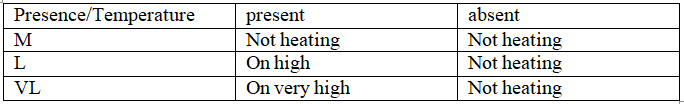 Presence/Temperature present absent
M Not heating Not heating
L On high Not heating
VL On very high Not heating